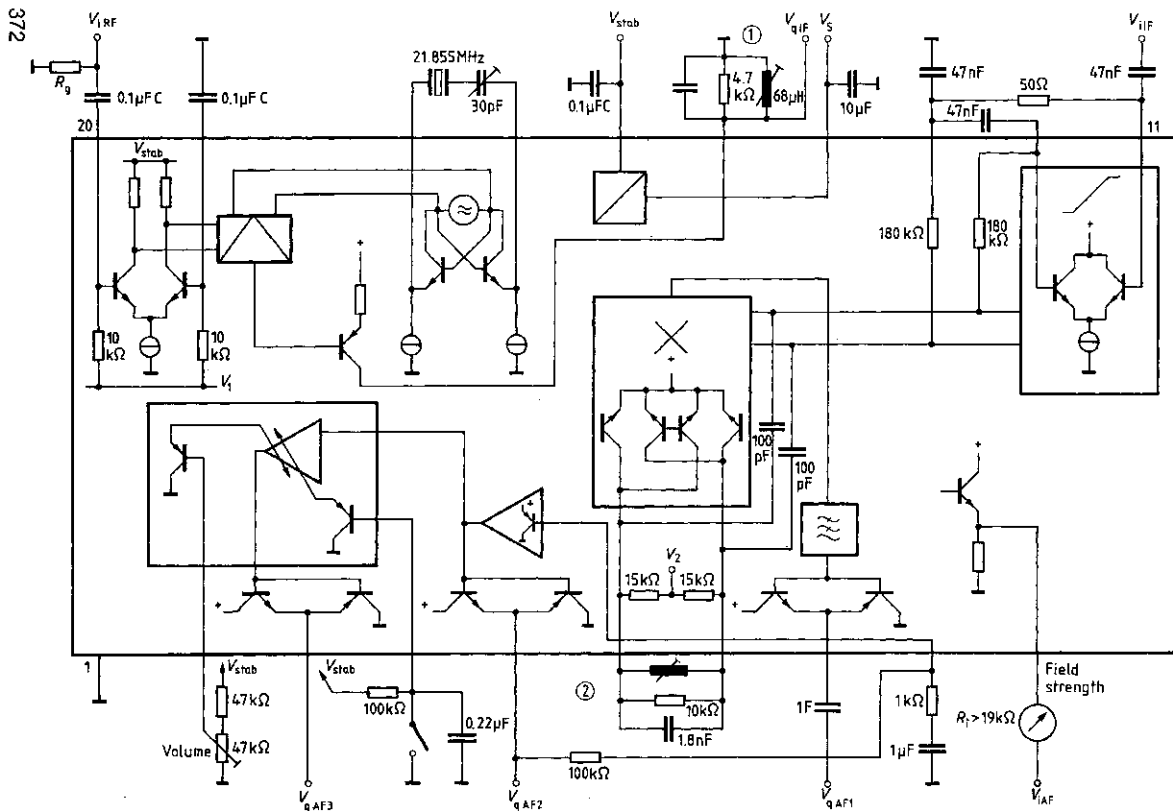 372
V_iRF
R_g
0.1µF C
0.1µF C
20
21.855MHz
30pF
V_stab
0.1µFC
①
4.7 kΩ
68µH
V_qIF
V_S
10µF
47nF
50Ω
47nF
V_iIF
47nF
11
V_stab
10 kΩ
10 kΩ
V_1
+
180 kΩ
180 kΩ
+
+
100 pF
100 pF
+
+
V_2
15kΩ
15kΩ
+
+
+
1
V_stab
47kΩ
Volume
47kΩ
V_stab
100kΩ
0.22µF
②
10kΩ
1.8nF
100kΩ
1F
1kΩ
1µF
Field strength
R_i>19kΩ
V_qAF3
V_qAF2
V_qAF1
V_iAF